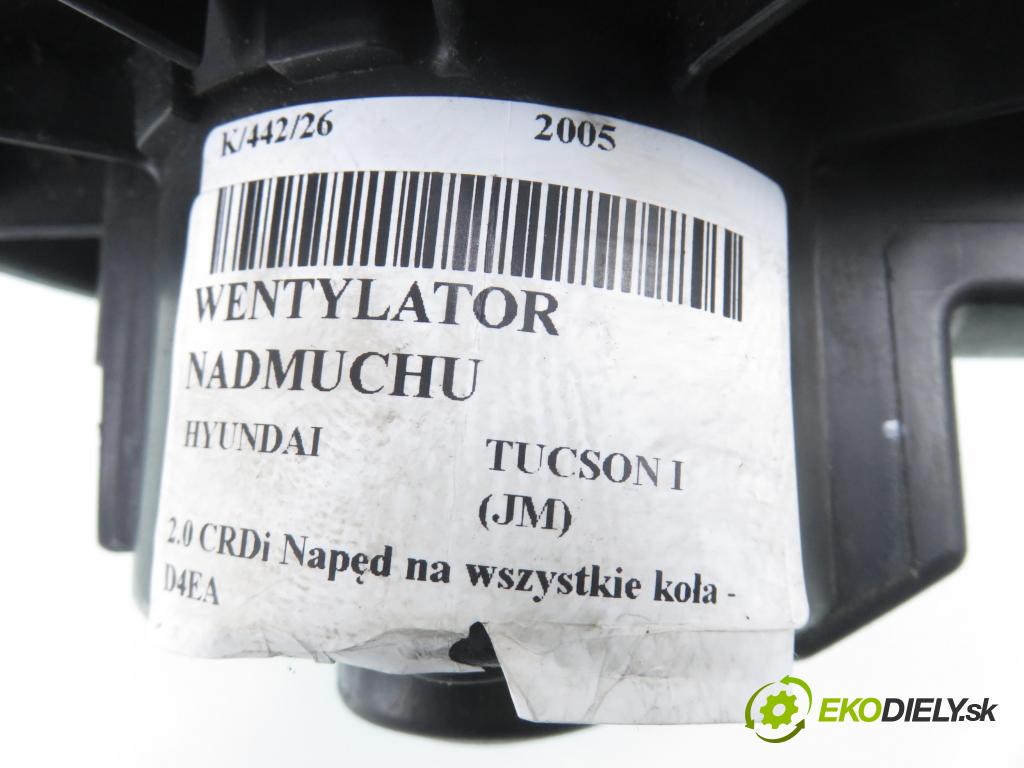 K/442/26 2005
WENTYLATOR
NADMUCHU
HYUNDAI TUCSON I
(JM)
2.0 CRDi Napęd na wszystkie koła -
D4EA
EKODIELY.sk